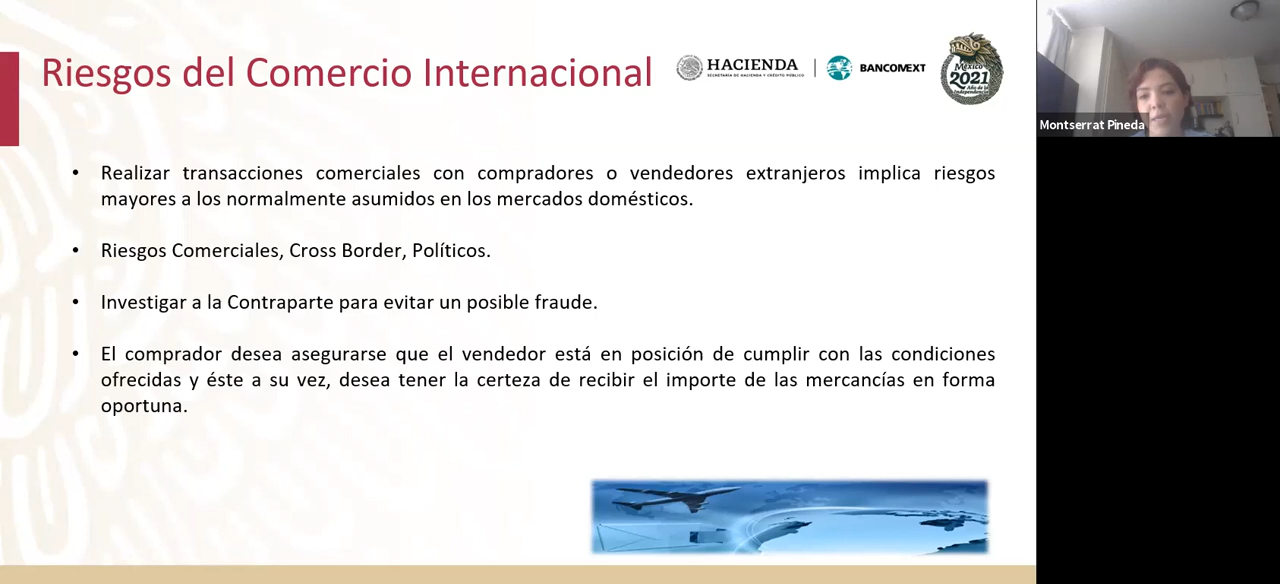 Riesgos del Comercio Internacional
HACIENDA
SECRETARÍA DE HACIENDA Y CRÉDITO PÚBLICO
BANCOMEXT
México
2021
Año de la
Independencia
Montserrat Pineda
• Realizar transacciones comerciales con compradores o vendedores extranjeros implica riesgos
mayores a los normalmente asumidos en los mercados domésticos.
• Riesgos Comerciales, Cross Border, Políticos.
• Investigar a la Contraparte para evitar un posible fraude.
• El comprador desea asegurarse que el vendedor está en posición de cumplir con las condiciones
ofrecidas y éste a su vez, desea tener la certeza de recibir el importe de las mercancías en forma
oportuna.